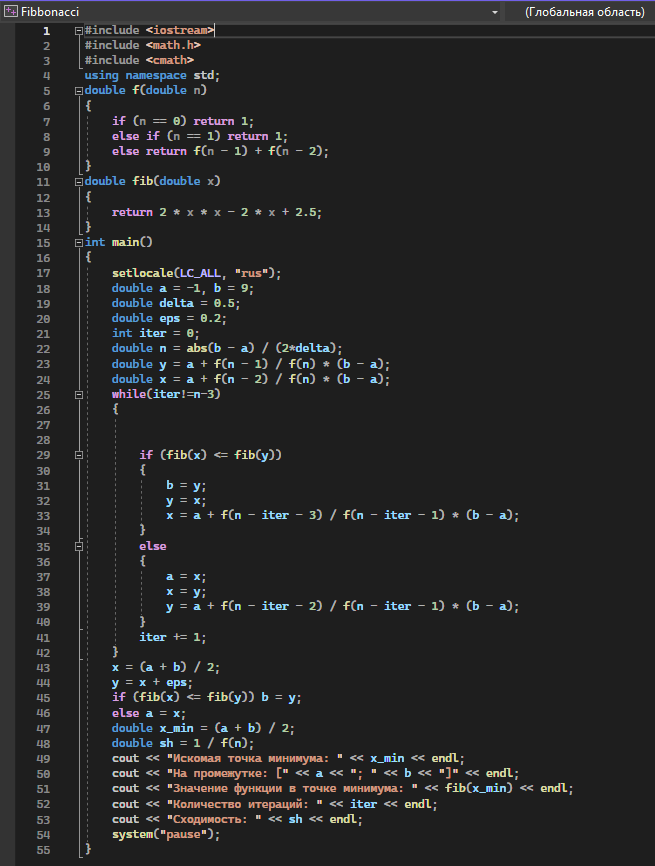 Fibbonacci (Глобальная область)
1 #include <iostream>
2 #include <math.h>
3 #include <cmath>
4 using namespace std;
5 double f(double n)
6 {
7 if (n == 0) return 1;
8 else if (n == 1) return 1;
9 else return f(n - 1) + f(n - 2);
10 }
11 double fib(double x)
12 {
13 return 2 * x * x - 2 * x + 2.5;
14 }
15 int main()
16 {
17 setlocale(LC_ALL, "rus");
18 double a = -1, b = 9;
19 double delta = 0.5;
20 double eps = 0.2;
21 int iter = 0;
22 double n = abs(b - a) / (2*delta);
23 double y = a + f(n - 1) / f(n) * (b - a);
24 double x = a + f(n - 2) / f(n) * (b - a);
25 while(iter!=n-3)
26 {
27
28
29 if (fib(x) <= fib(y))
30 {
31 b = y;
32 y = x;
33 x = a + f(n - iter - 3) / f(n - iter - 1) * (b - a);
34 }
35 else
36 {
37 a = x;
38 x = y;
39 y = a + f(n - iter - 2) / f(n - iter - 1) * (b - a);
40 }
41 iter += 1;
42 }
43 x = (a + b) / 2;
44 y = x + eps;
45 if (fib(x) <= fib(y)) b = y;
46 else a = x;
47 double x_min = (a + b) / 2;
48 double sh = 1 / f(n);
49 cout << "Искомая точка минимума: " << x_min << endl;
50 cout << "На промежутке: [" << a << "; " << b << "]" << endl;
51 cout << "Значение функции в точке минимума: " << fib(x_min) << endl;
52 cout << "Количество итераций: " << iter << endl;
53 cout << "Сходимость: " << sh << endl;
54 system("pause");
55 }